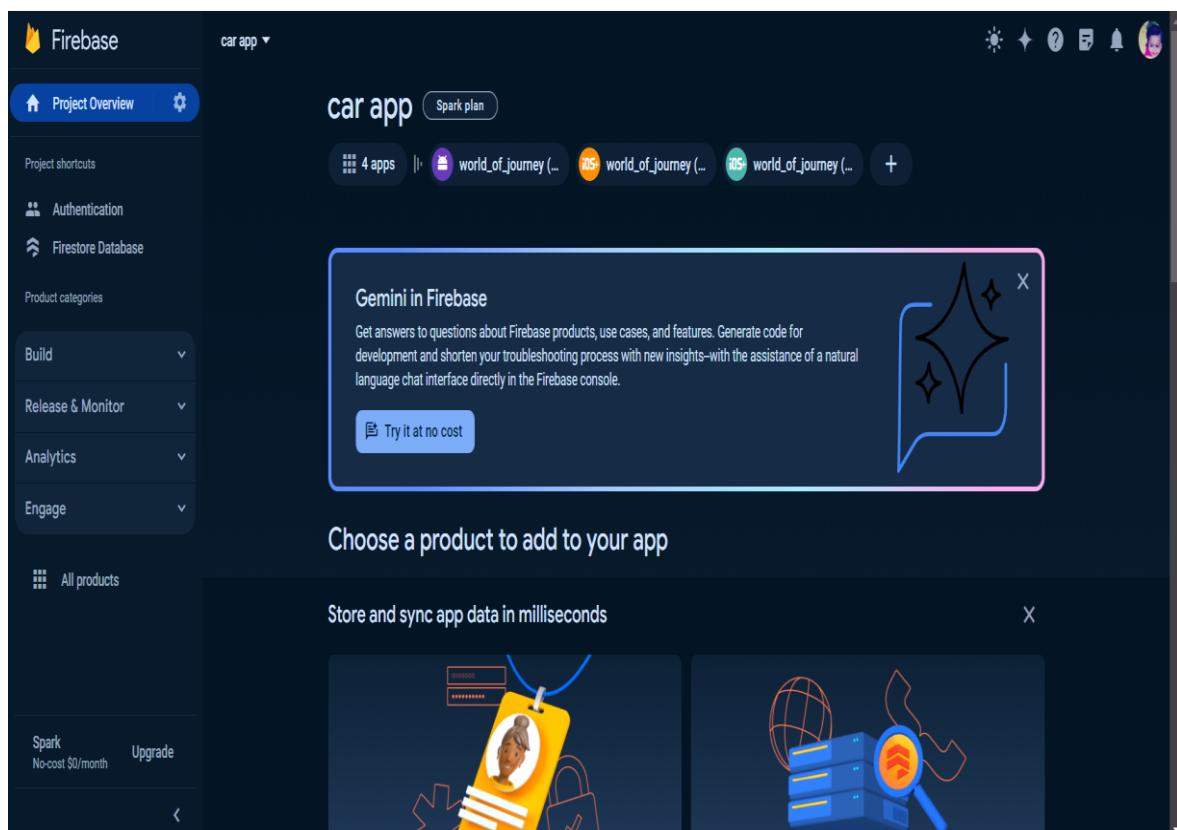 Firebase
car app
Project Overview
Project shortcuts
Authentication
Firestore Database
Product categories
Build
Release & Monitor
Analytics
Engage
All products
Spark
No-cost $0/month
Upgrade
car app
Spark plan
4 apps
world_of_journey (...
iOS+
world_of_journey (...
iOS+
world_of_journey (...
+
Gemini in Firebase
Get answers to questions about Firebase products, use cases, and features. Generate code for
development and shorten your troubleshooting process with new insights–with the assistance of a natural
language chat interface directly in the Firebase console.
Try it at no cost
Choose a product to add to your app
Store and sync app data in milliseconds